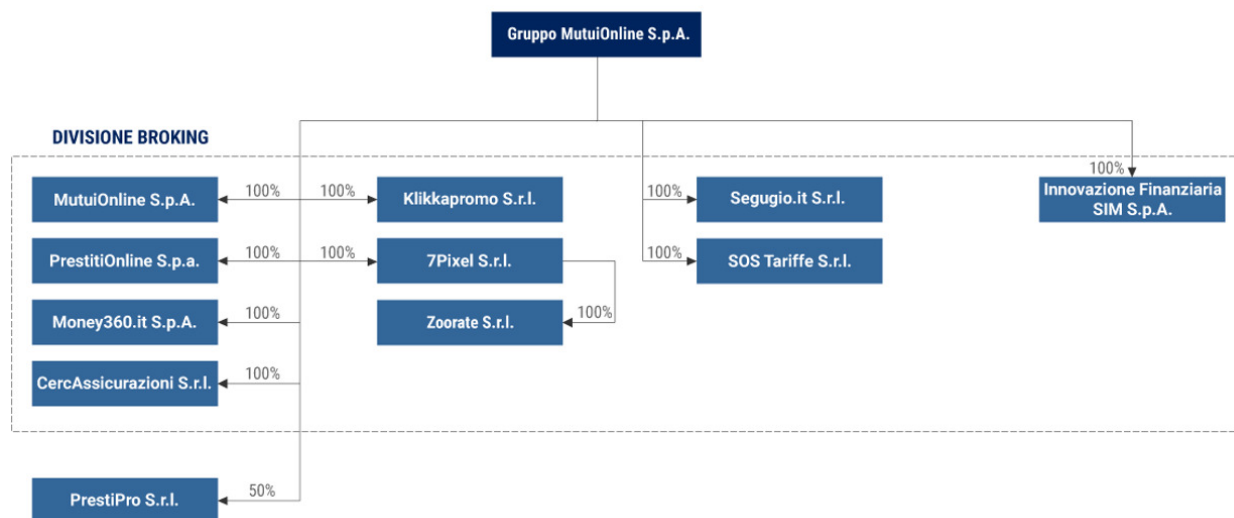 Gruppo MutuiOnline S.p.A.
DIVISIONE BROKING
MutuiOnline S.p.A.
100%
100%
Klikkapromo S.r.l.
100%
Segugio.it S.r.l.
100%
Innovazione Finanziaria
SIM S.p.A.
PrestitiOnline S.p.a.
100%
100%
7Pixel S.r.l.
100%
SOS Tariffe S.r.l.
Money360.it S.p.A.
100%
Zoorate S.r.l.
100%
CercAssicurazioni S.r.l.
100%
PrestiPro S.r.l.
50%